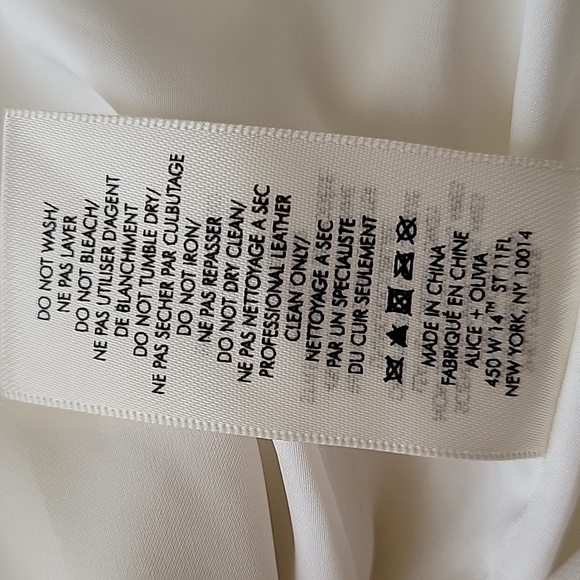 DO NOT WASH/
NE PAS LAVER
DO NOT BLEACH/
NE PAS UTILISER D'AGENT
DE BLANCHMENT
DO NOT TUMBLE DRY/
NE PAS SECHER PAR CULBUTAGE
DO NOT IRON/
NE PAS REPASSER
DO NOT DRY CLEAN/
NE PAS NETTOYAGE A SEC
PROFESSIONAL LEATHER
CLEAN ONLY/
NETTOYAGE A SEC
PAR UN SPECIALISTE
DU CUIR SEULEMENT
MADE IN CHINA
FABRIQUÉ EN CHINE
ALICE + OLIVIA
450 W 14TH ST 11FL
NEW YORK, NY 10014